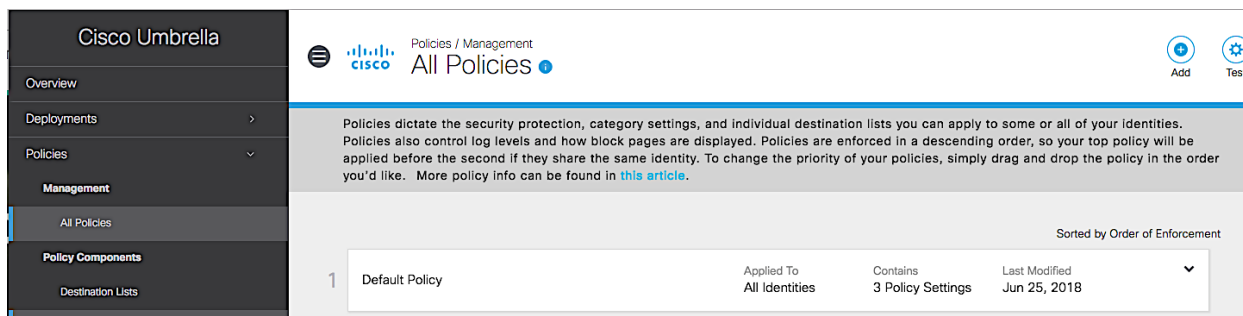 Cisco Umbrella
Overview
Deployments
Policies
Management
All Policies
Policy Components
Destination Lists
CISCO
Policies / Management
All Policies
Add
Tes
Policies dictate the security protection, category settings, and individual destination lists you can apply to some or all of your identities.
Policies also control log levels and how block pages are displayed. Policies are enforced in a descending order, so your top policy will be
applied before the second if they share the same identity. To change the priority of your policies, simply drag and drop the policy in the order
you'd like. More policy info can be found in this article.
Sorted by Order of Enforcement
1
Default Policy
Applied To
All Identities
Contains
3 Policy Settings
Last Modified
Jun 25, 2018